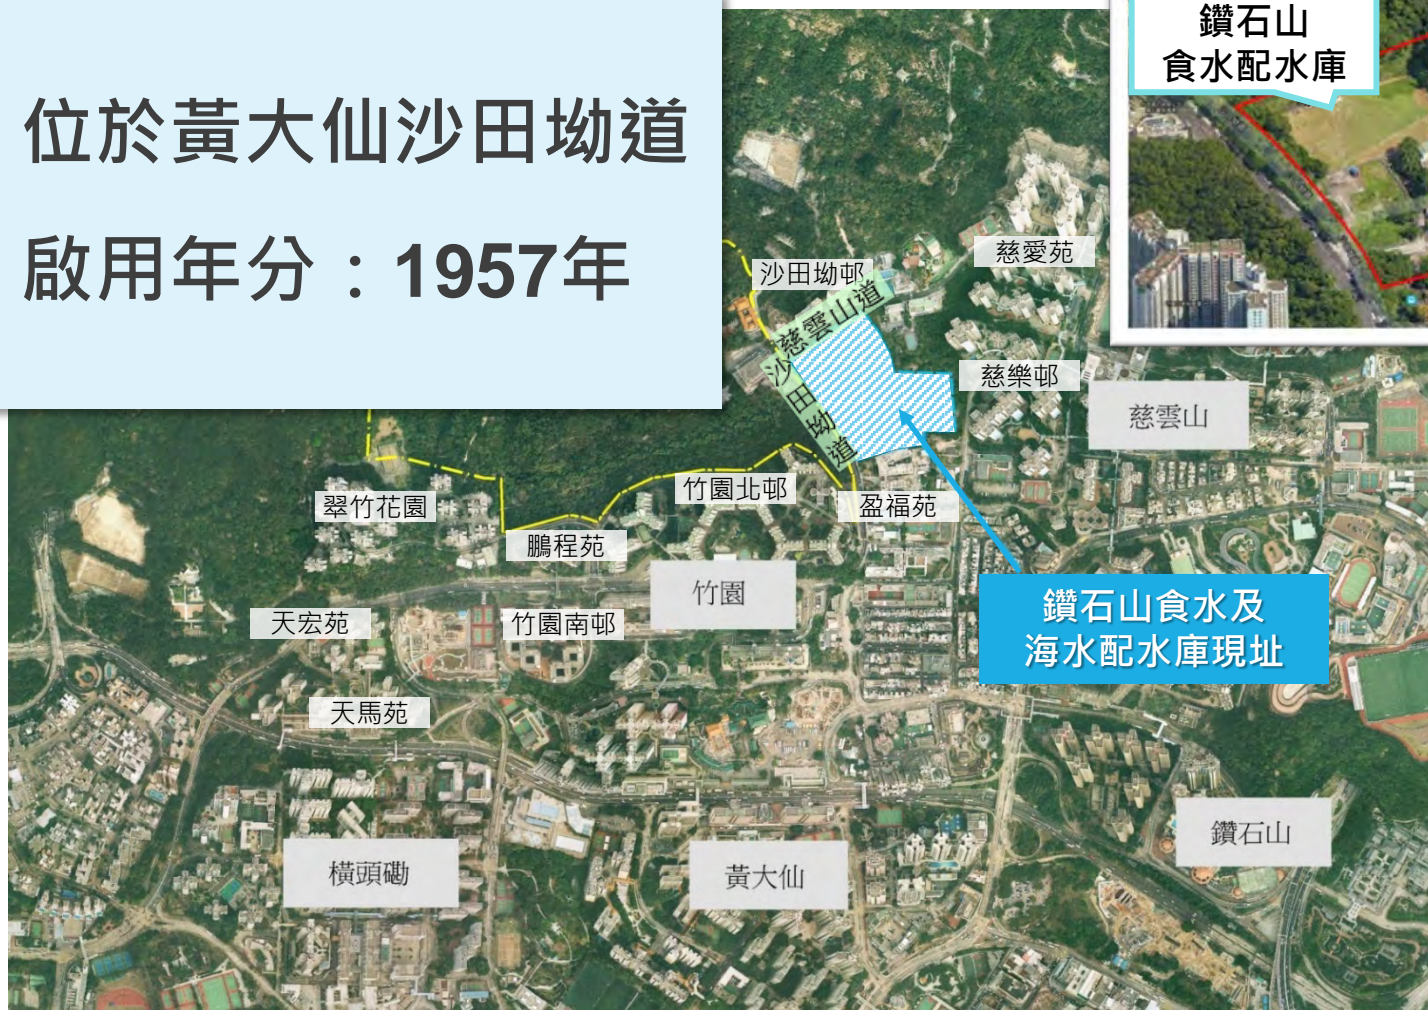 位於黃大仙沙田坳道
啟用年分：1957年
鑽石山
食水配水庫
慈愛苑
沙田坳邨
慈雲山道
沙田坳道
慈樂邨
慈雲山
翠竹花園
竹園北邨
盈福苑
鵬程苑
竹園
鑽石山食水及
海水配水庫現址
天宏苑
竹園南邨
天馬苑
鑽石山
橫頭磡
黃大仙